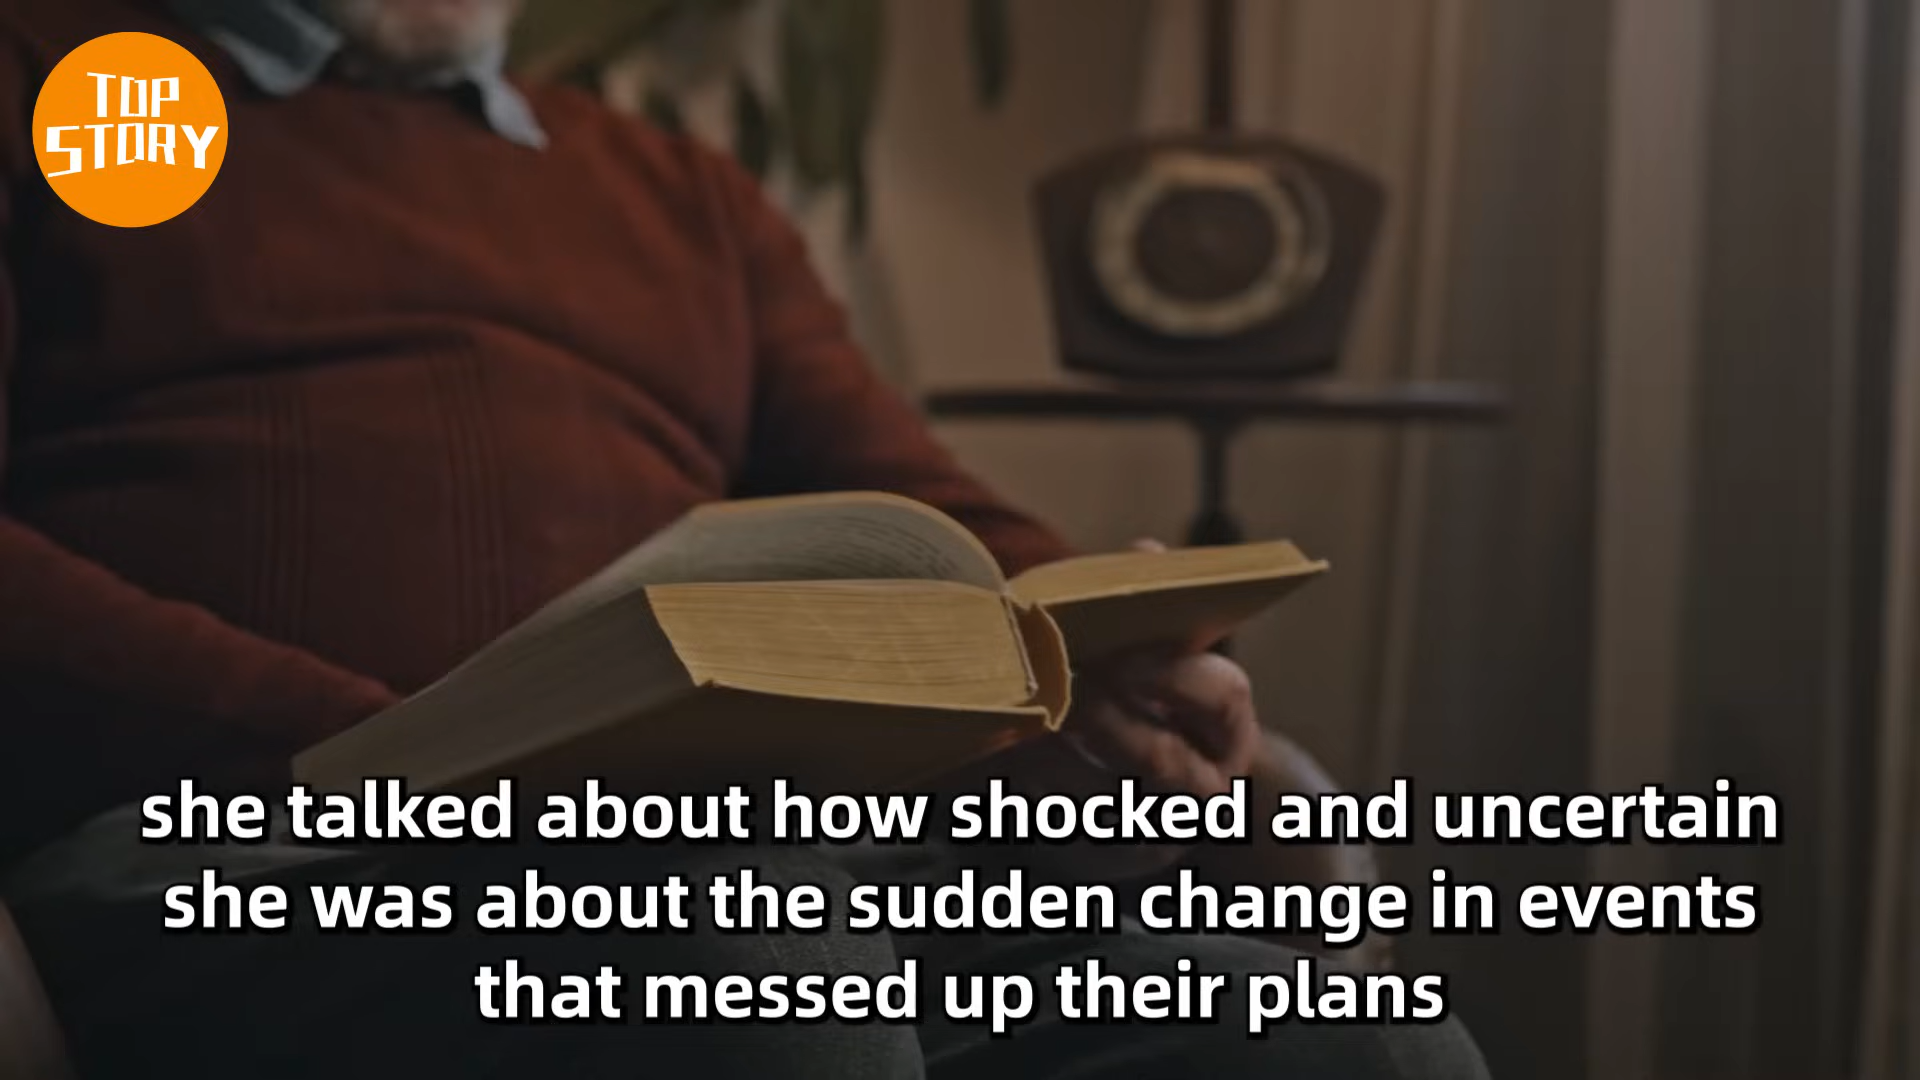 TOP
STORY
she talked about how shocked and uncertain
she was about the sudden change in events
that messed up their plans